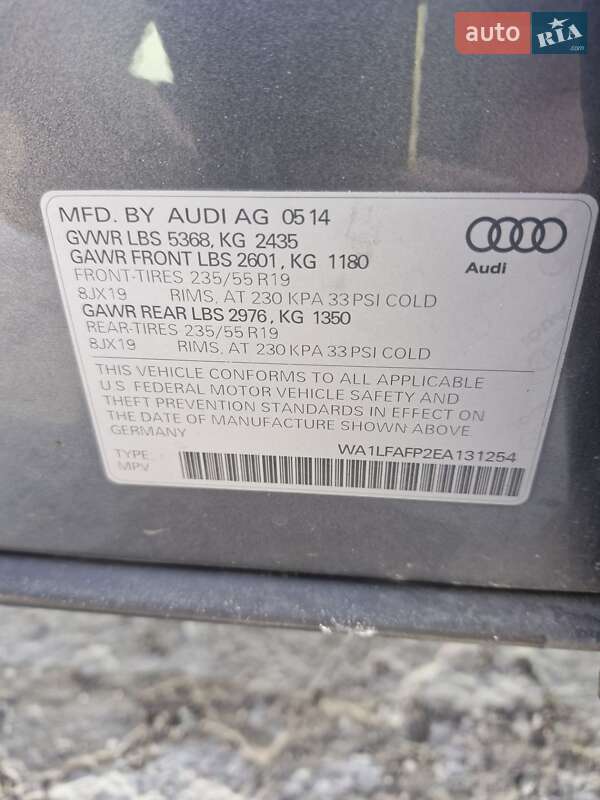 auto RIA .com
MFD. BY AUDI AG 0514
GVWR LBS 5368, KG 2435
GAWR FRONT LBS 2601, KG 1180
FRONT-TIRES 235/55 R19
8JX19 RIMS, AT 230 KPA 33 PSI COLD
GAWR REAR LBS 2976, KG 1350
REAR-TIRES 235/55 R19
8JX19 RIMS, AT 230 KPA 33 PSI COLD
Audi
THIS VEHICLE CONFORMS TO ALL APPLICABLE
U.S. FEDERAL MOTOR VEHICLE SAFETY AND
THEFT PREVENTION STANDARDS IN EFFECT ON
THE DATE OF MANUFACTURE SHOWN ABOVE
GERMANY
TYPE: WA1LFAFP2EA131254
MPV